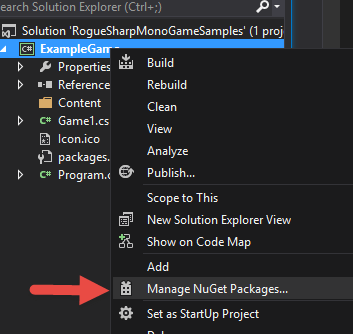 earch Solution Explorer (Ctrl+;)
Solution 'RogueSharpMonoGameSamples' (1 proj
C# ExampleGame
Properties
Reference
Content
C# Game1.cs
Icon.ico
packages.
C# Program.c
Build
Rebuild
Clean
View
Analyze
Publish...
Scope to This
New Solution Explorer View
Show on Code Map
Add
Manage NuGet Packages...
Set as StartUp Project